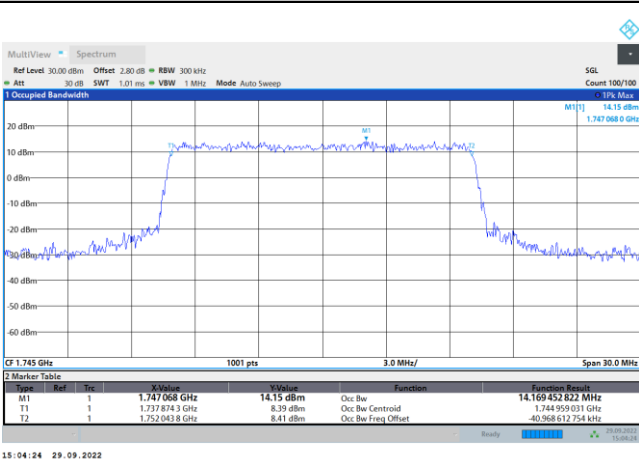 MultiView Spectrum
Ref Level 30.00 dBm Offset 2.80 dB RBW 300 kHz SGL
Att 30 dB SWT 1.01 ms VBW 1 MHz Mode Auto Sweep Count 100/100
1 Occupied Bandwidth 1Pk Max
M1[1] 14.15 dBm
1.747 068 0 GHz
20 dBm
M1
T1 T2
10 dBm
0 dBm
-10 dBm
-20 dBm
-30 dBm
-40 dBm
-50 dBm
-60 dBm
CF 1.745 GHz 1001 pts 3.0 MHz/ Span 30.0 MHz
2 Marker Table
Type Ref Trc X-Value Y-Value Function Function Result
M1 1 1.747 068 GHz 14.15 dBm Occ Bw 14.169 452 822 MHz
T1 1 1.737 874 3 GHz 8.39 dBm Occ Bw Centroid 1.744 959 031 GHz
T2 1 1.752 043 8 GHz 8.41 dBm Occ Bw Freq Offset -40.968 612 754 kHz
Ready 29.09.2022
15:04:24
15:04:24 29.09.2022